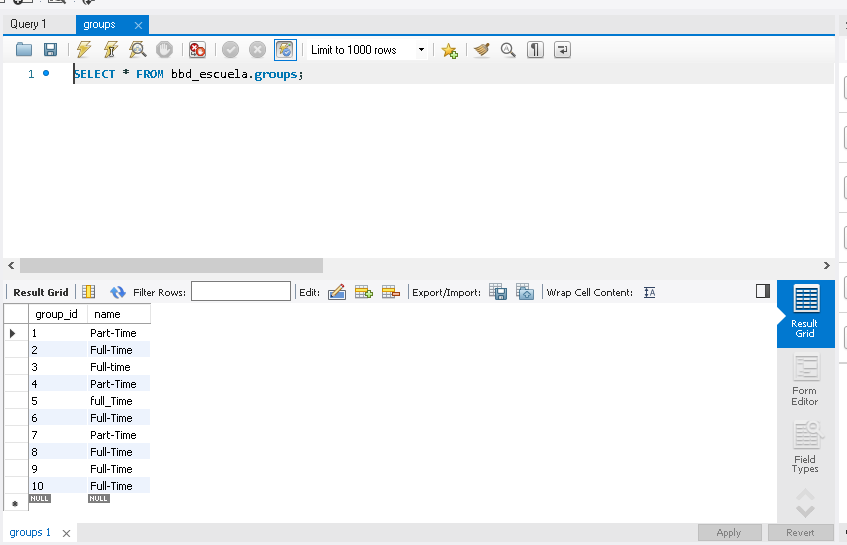 Query 1 groups
Limit to 1000 rows
1 SELECT * FROM bbd_escuela.groups;
Result Grid Filter Rows: Edit: Export/Import: Wrap Cell Content: IA
group_id name
1 Part-Time
2 Full-Time
3 Full-time
4 Part-Time
5 full_Time
6 Full-Time
7 Part-Time
8 Full-Time
9 Full-Time
10 Full-Time
NULL NULL
Result
Grid
Form
Editor
Field
Types
groups 1 Apply Revert